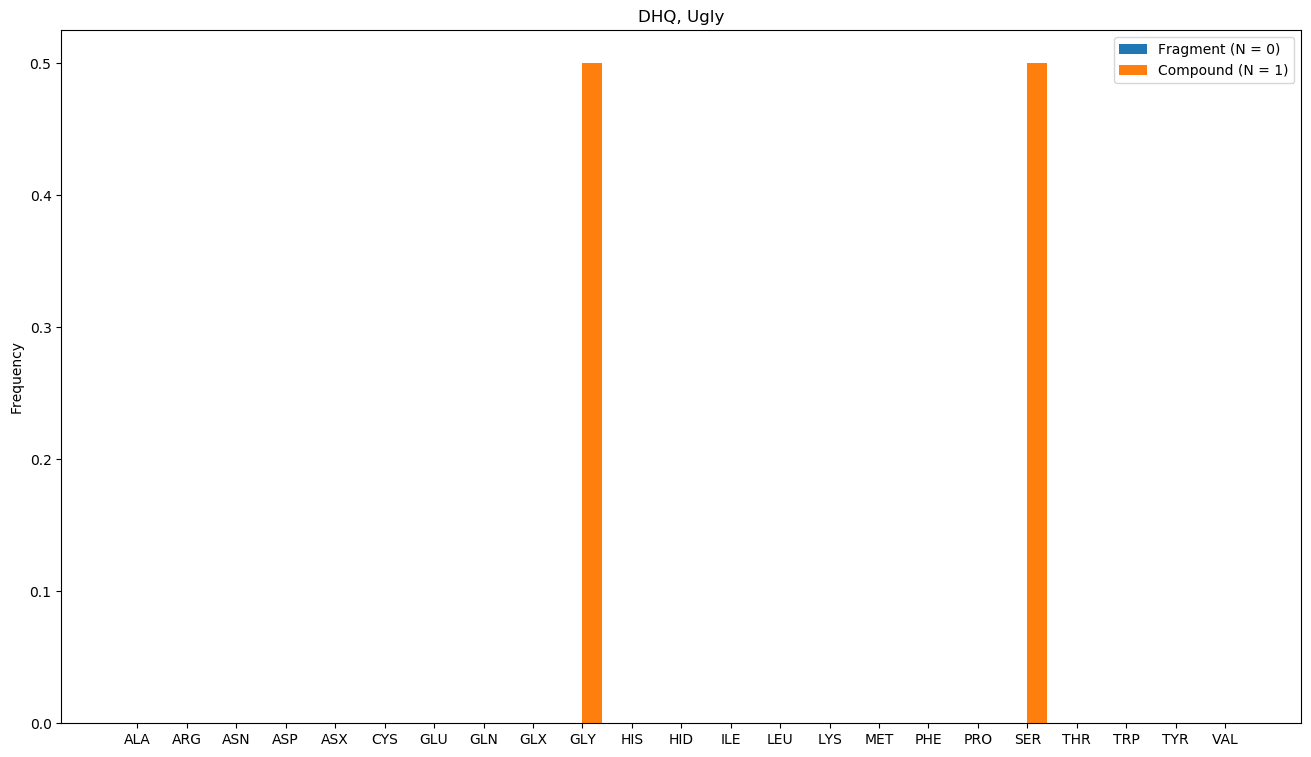 DHQ, Ugly
Fragment (N = 0)
Compound (N = 1)
Frequency
0.5
0.4
0.3
0.2
0.1
0.0
ALA ARG ASN ASP ASX CYS GLU GLN GLX GLY HIS HID ILE LEU LYS MET PHE PRO SER THR TRP TYR VAL